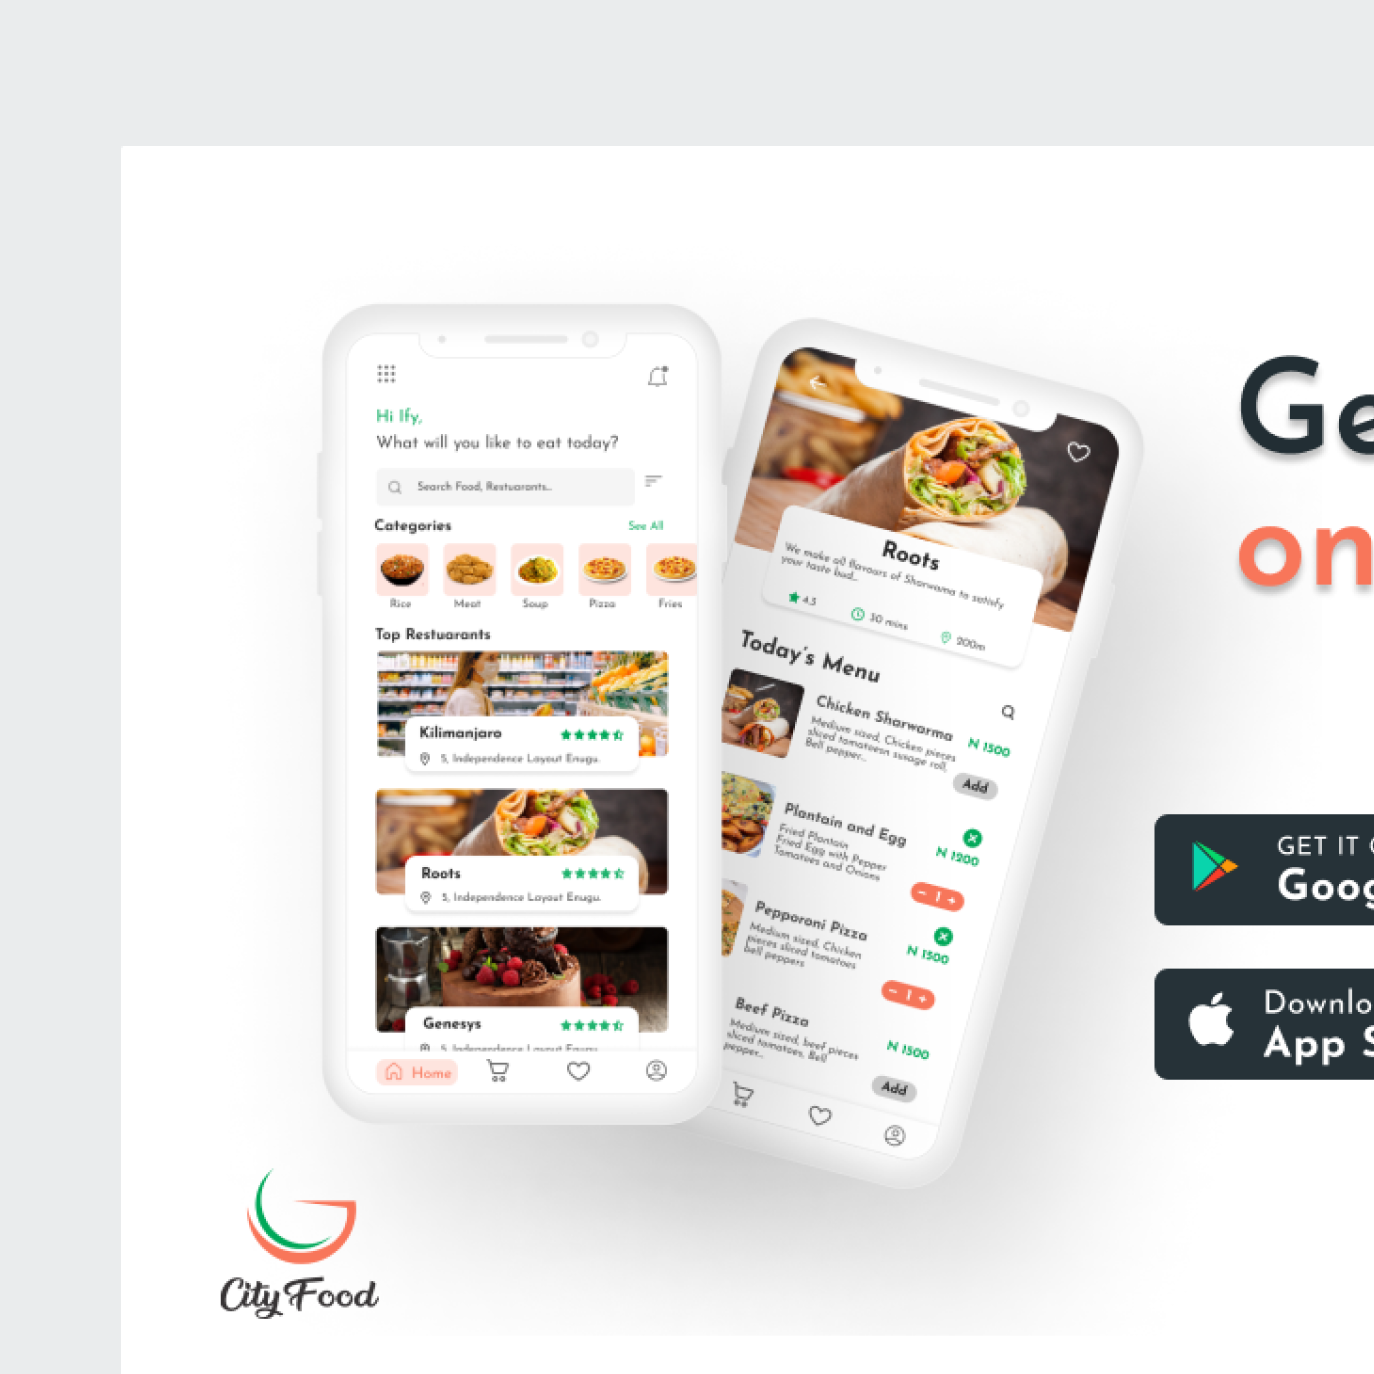 Hi Ify,
What will you like to eat today?
Search Food, Restuarants..
Categories
See All
Rice
Meat
Soup
Pizza
Fries
Top Restuarants
Kilimanjaro
5, Independence Layout Enugu.
Roots
5, Independence Layout Enugu.
Genesys
5, Independence Layout Enugu.
Home
Roots
We make all flavours of Sharwama to satisfy
your taste bud...
4.5
30 mins
200m
Today's Menu
Chicken Sharwarma
Medium sized, Chicken pieces
sliced tomatoesn susage roll,
Bell pepper...
N 1500
Add
Plantain and Egg
Fried Plantain
Fried Egg with Pepper
Tomatoes and Onions
N 1200
- 1 +
Pepparoni Pizza
Medium sized, Chicken
pieces sliced tomatoes
bell peppers
N 1500
- 1 +
Beef Pizza
Medium sized, beef pieces
sliced tomatoes, Bell
pepper...
N 1500
Add
Ge
on
GET IT
Goog
Downlo
App S
City Food